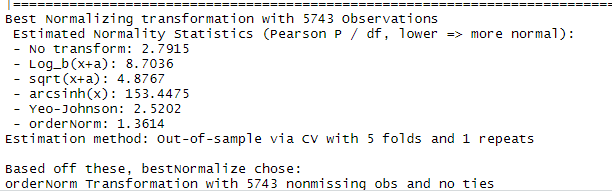 Best Normalizing transformation with 5743 Observations
 Estimated Normality Statistics (Pearson P / df, lower => more normal):
 - No transform: 2.7915
 - Log_b(x+a): 8.7036
 - sqrt(x+a): 4.8767
 - arcsinh(x): 153.4475
 - Yeo-Johnson: 2.5202
 - orderNorm: 1.3614
Estimation method: Out-of-sample via CV with 5 folds and 1 repeats
Based off these, bestNormalize chose:
orderNorm Transformation with 5743 nonmissing obs and no ties